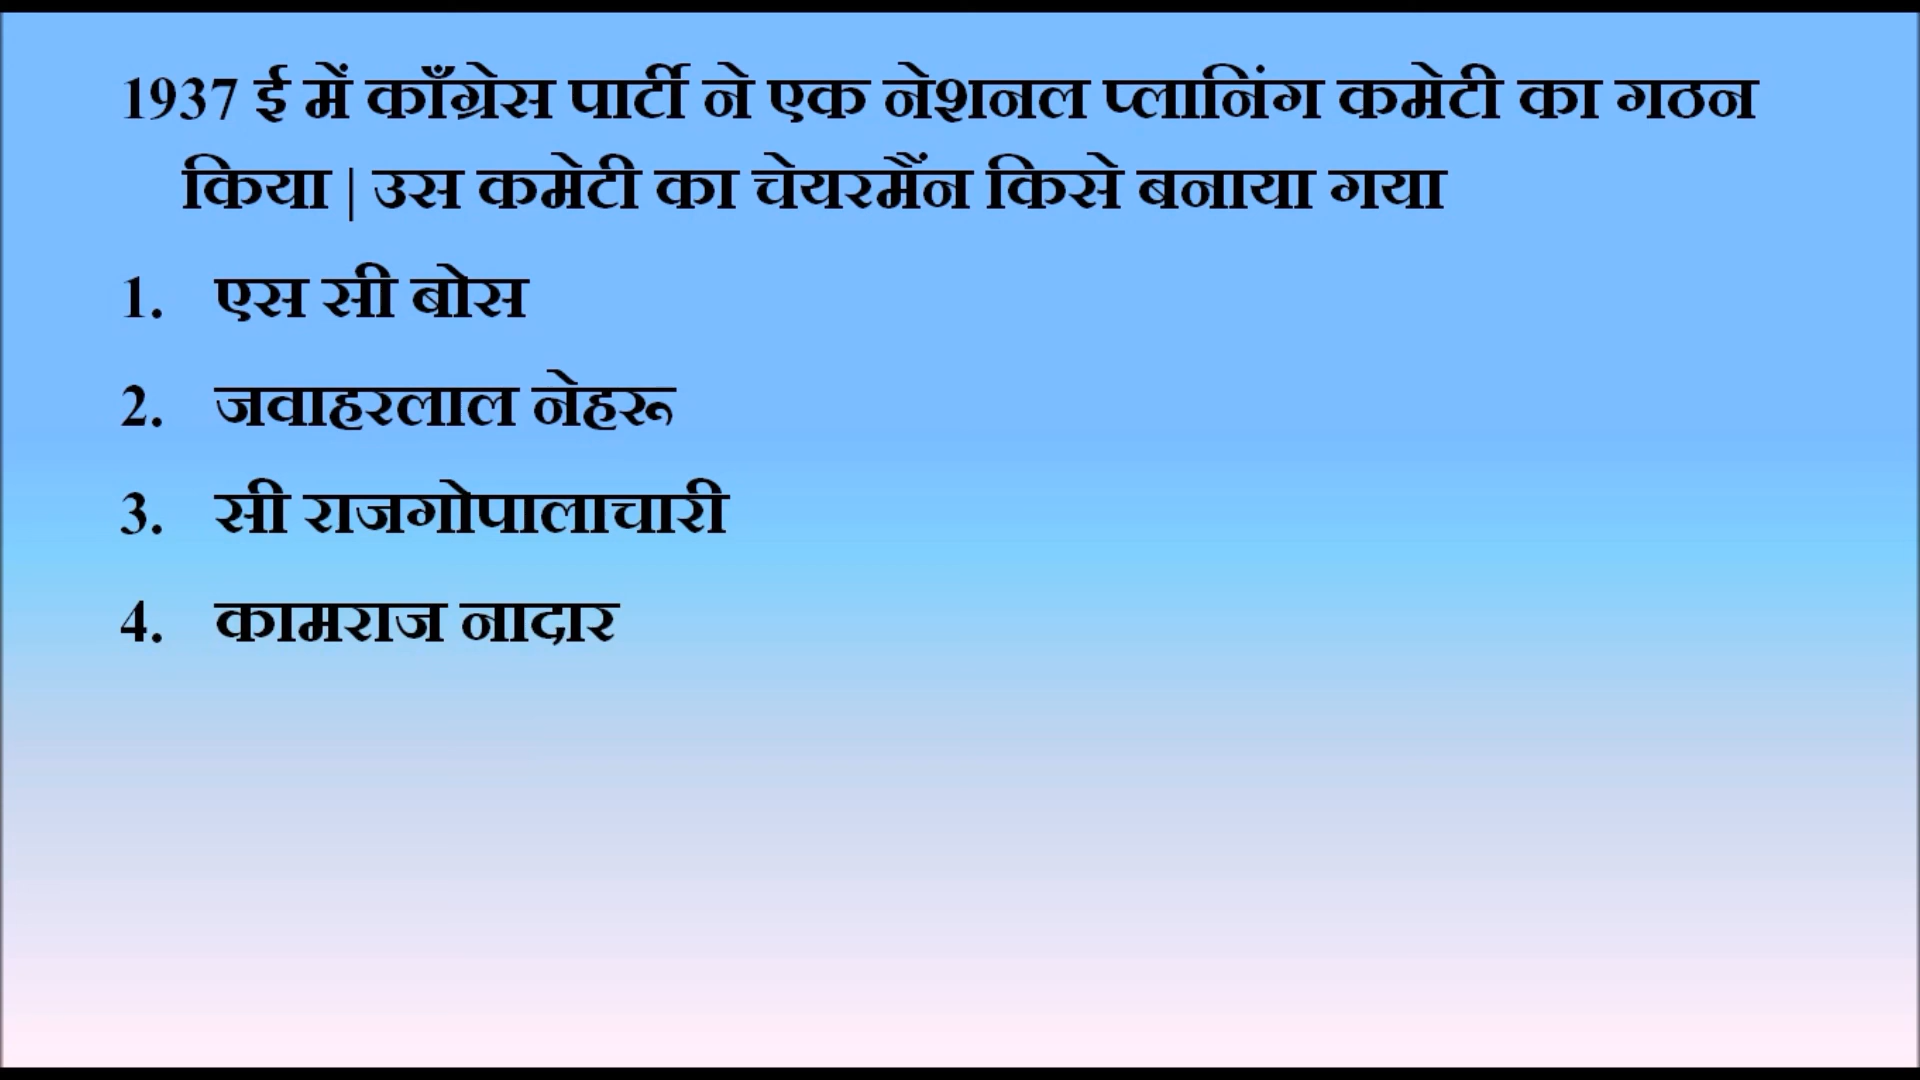 1937 ई में काँग्रेस पार्टी ने एक नेशनल प्लानिंग कमेटी का गठन
किया | उस कमेटी का चेयरमैंन किसे बनाया गया
1. एस सी बोस
2. जवाहरलाल नेहरू
3. सी राजगोपालाचारी
4. कामराज नादार